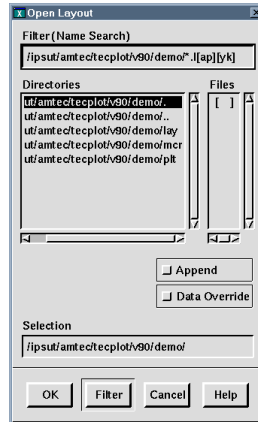 Open Layout
Filter (Name Search)
/ipsut/amtec/tecplot/v90/demo/*.l[ap][yk]
Directories
Files
ut/amtec/tecplot/v90/demo/.
[ ]
ut/amtec/tecplot/v90/demo/..
ut/amtec/tecplot/v90/demo/lay
ut/amtec/tecplot/v90/demo/mcr
ut/amtec/tecplot/v90/demo/plt
Append
Data Override
Selection
/ipsut/amtec/tecplot/v90/demo/
OK
Filter
Cancel
Help